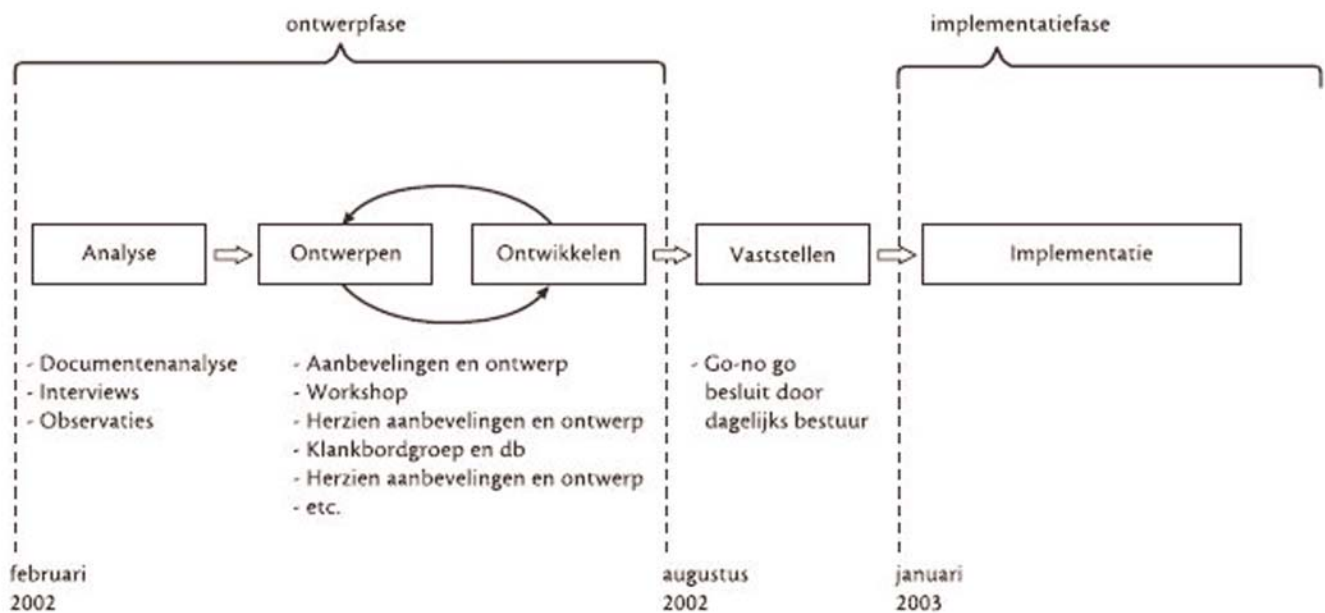 ontwerpfase
implementatiefase
Analyse
Ontwerpen
Ontwikkelen
Vaststellen
Implementatie
- Documentenanalyse
- Interviews
- Observaties
- Aanbevelingen en ontwerp
- Workshop
- Herzien aanbevelingen en ontwerp
- Klankbordgroep en db
- Herzien aanbevelingen en ontwerp
- etc.
- Go-no go
besluit door
dagelijks bestuur
februari
2002
augustus
2002
januari
2003